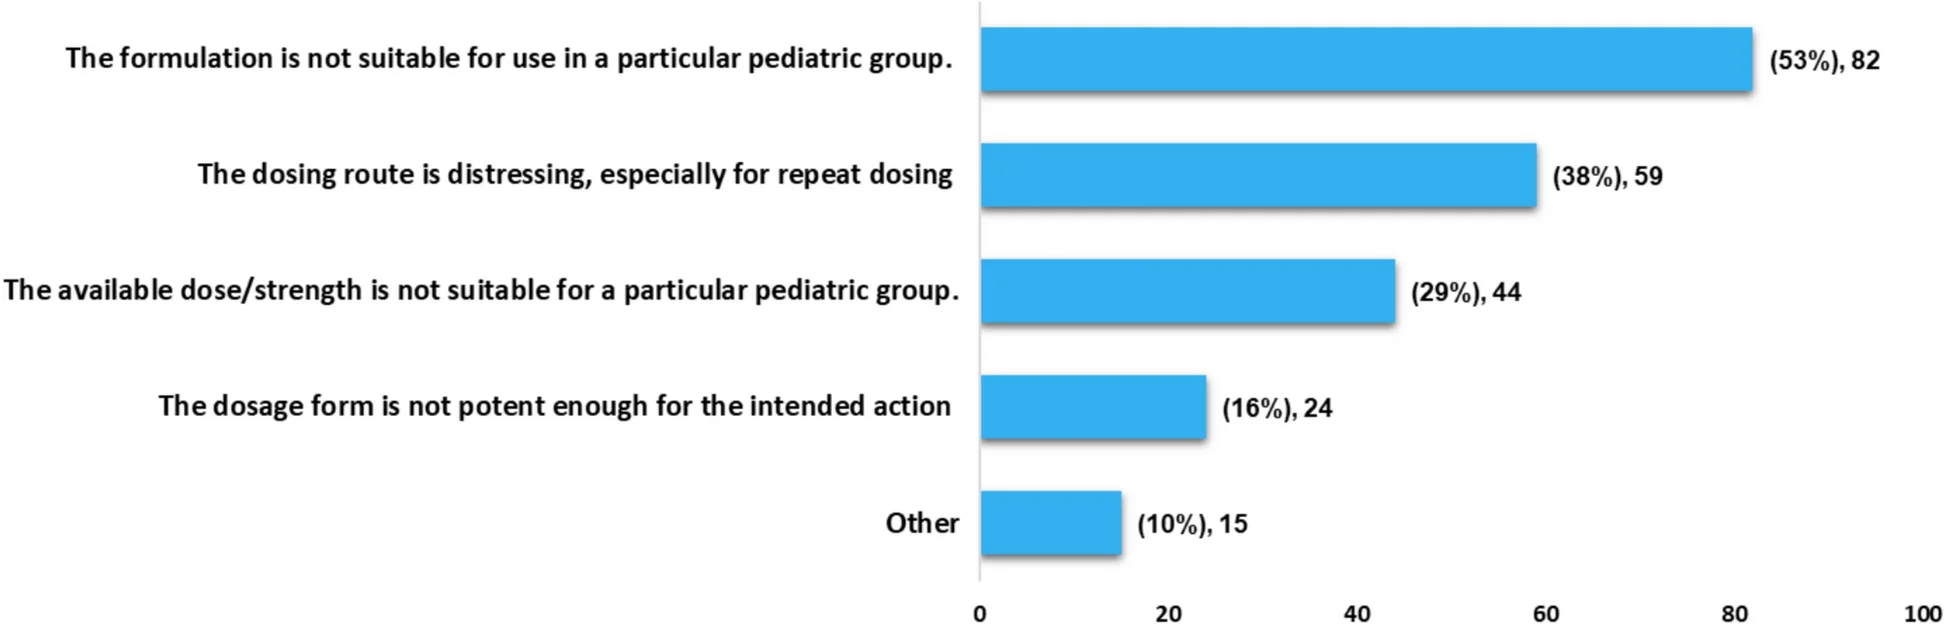 The formulation is not suitable for use in a particular pediatric group.
(53%), 82
The dosing route is distressing, especially for repeat dosing
(38%), 59
The available dose/strength is not suitable for a particular pediatric group.
(29%), 44
The dosage form is not potent enough for the intended action
(16%), 24
Other
(10%), 15
0 20 40 60 80 100